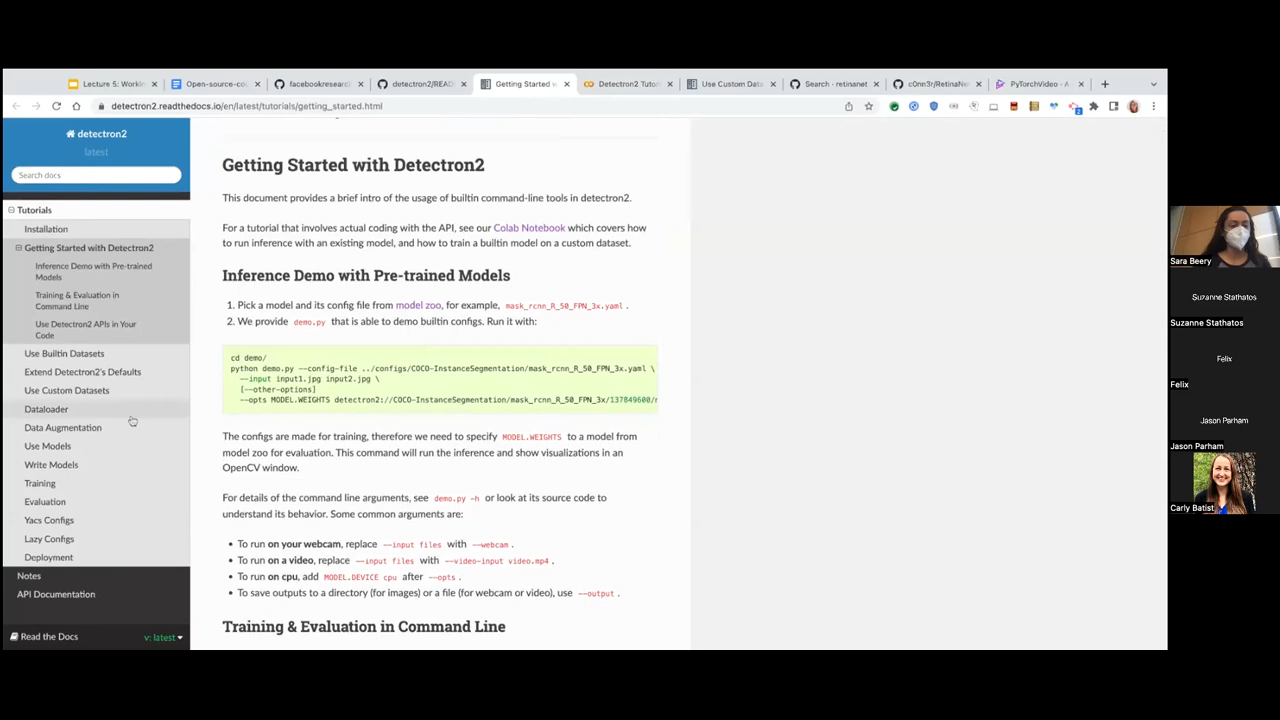 Lecture 5: Workin
Open-source-co
facebookresearc
detectron2/READ
Getting Started w
Detectron2 Tutor
Use Custom Data
Search · retinanet
c0nm3r/RetinaNe
PyTorchVideo · A
detectron2.readthedocs.io/en/latest/tutorials/getting_started.html
detectron2
latest
Search docs
Tutorials
Installation
Getting Started with Detectron2
Inference Demo with Pre-trained
Models
Training & Evaluation in
Command Line
Use Detectron2 APIs in Your
Code
Use Builtin Datasets
Extend Detectron2's Defaults
Use Custom Datasets
Dataloader
Data Augmentation
Use Models
Write Models
Training
Evaluation
Yacs Configs
Lazy Configs
Deployment
Notes
API Documentation
Read the Docs
v: latest
Getting Started with Detectron2
This document provides a brief intro of the usage of builtin command-line tools in detectron2.
For a tutorial that involves actual coding with the API, see our Colab Notebook which covers how
to run inference with an existing model, and how to train a builtin model on a custom dataset.
Inference Demo with Pre-trained Models
1. Pick a model and its config file from model zoo, for example, mask_rcnn_R_50_FPN_3x.yaml .
2. We provide demo.py that is able to demo builtin configs. Run it with:
cd demo/
python demo.py --config-file ../configs/COCO-InstanceSegmentation/mask_rcnn_R_50_FPN_3x.yaml \
--input input1.jpg input2.jpg \
[--other-options]
--opts MODEL.WEIGHTS detectron2://COCO-InstanceSegmentation/mask_rcnn_R_50_FPN_3x/137849600/
The configs are made for training, therefore we need to specify MODEL.WEIGHTS to a model from
model zoo for evaluation. This command will run the inference and show visualizations in an
OpenCV window.
For details of the command line arguments, see demo.py -h or look at its source code to
understand its behavior. Some common arguments are:
• To run on your webcam, replace --input files with --webcam .
• To run on a video, replace --input files with --video-input video.mp4 .
• To run on cpu, add MODEL.DEVICE cpu after --opts .
• To save outputs to a directory (for images) or a file (for webcam or video), use --output .
Training & Evaluation in Command Line
Sara Beery
Suzanne Stathatos
Suzanne Stathatos
Felix
Felix
Jason Parham
Jason Parham
Carly Batist